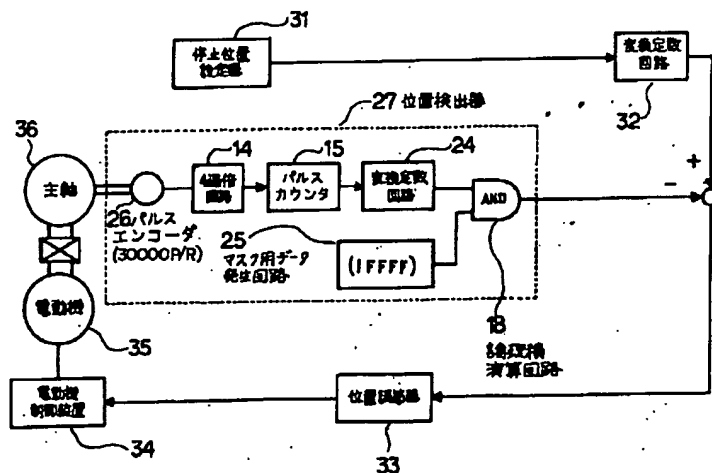 31
停止位置
設定器
変換定数
回路
32
27 位置検出器
36
主軸
14
4逓倍
回路
15
パルス
カウンタ
24
変換定数
回路
+
-
AND
26 パルス
エンコーダ
(30000P/R)
25
マスク用データ
発生回路
(1FFFF)
18
論理積
演算回路
電動機
35
電動機
制御装置
34
位置調節器
33